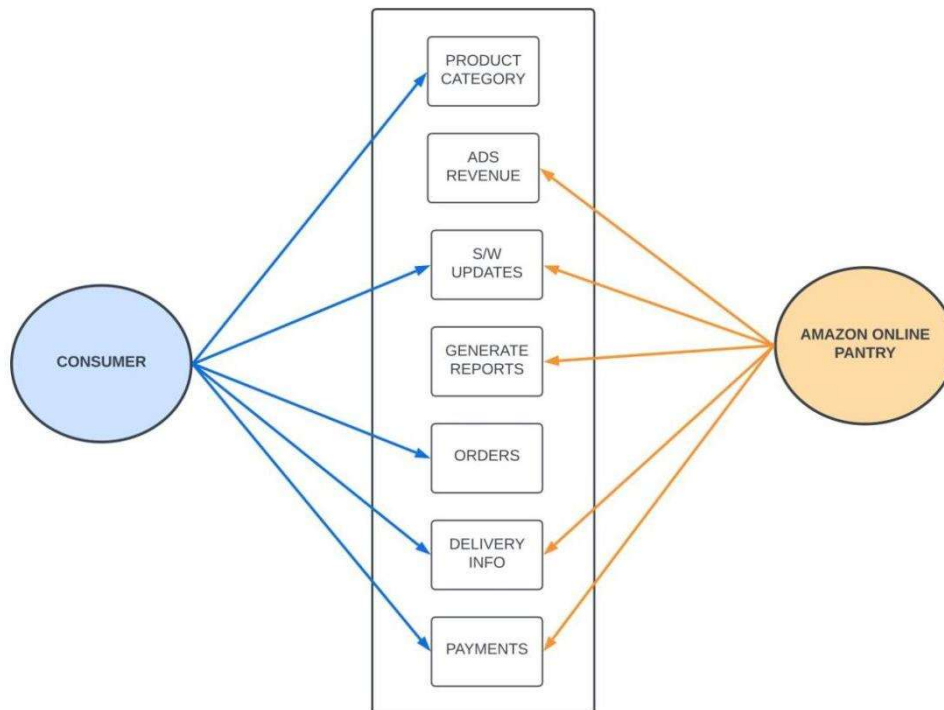 PRODUCT
CATEGORY
ADS
REVENUE
S/W
UPDATES
GENERATE
REPORTS
CONSUMER
AMAZON ONLINE
PANTRY
ORDERS
DELIVERY
INFO
PAYMENTS